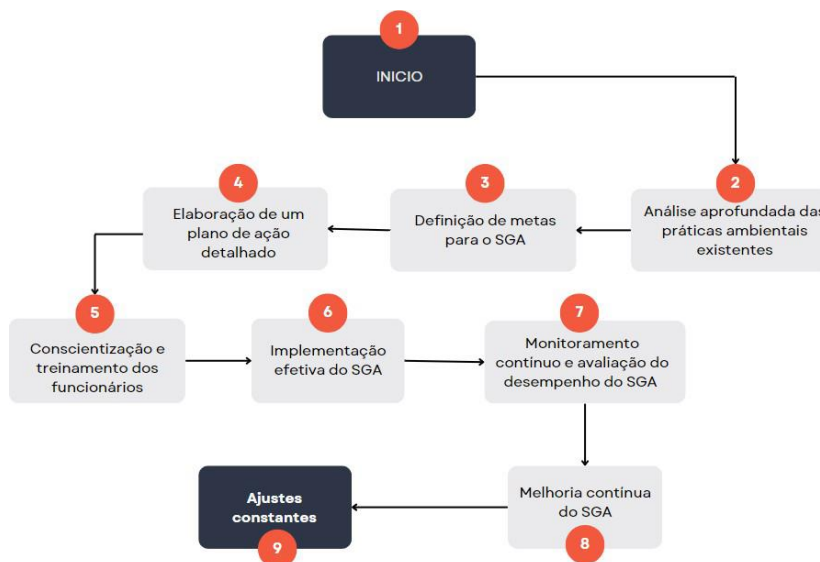 1
INICIO
2
Análise aprofundada das
práticas ambientais
existentes
3
Definição de metas
para o SGA
4
Elaboração de um
plano de ação
detalhado
5
Conscientização e
treinamento dos
funcionários
6
Implementação
efetiva do SGA
7
Monitoramento
contínuo e avaliação do
desempenho do SGA
Melhoria contínua
do SGA
8
Ajustes
constantes
9